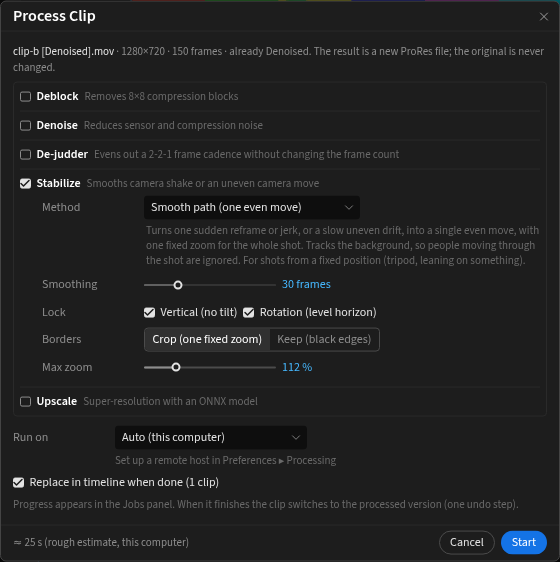 Process Clip
clip-b [Denoised].mov · 1280×720 · 150 frames · already Denoised. The result is a new ProRes file; the original is never
changed.
Deblock Removes 8×8 compression blocks
Denoise Reduces sensor and compression noise
De-judder Evens out a 2-2-1 frame cadence without changing the frame count
Stabilize Smooths camera shake or an uneven camera move
Method Smooth path (one even move)
Turns one sudden reframe or jerk, or a slow uneven drift, into a single even move, with
one fixed zoom for the whole shot. Tracks the background, so people moving through
the shot are ignored. For shots from a fixed position (tripod, leaning on something).
Smoothing 30 frames
Lock Vertical (no tilt) Rotation (level horizon)
Borders Crop (one fixed zoom) Keep (black edges)
Max zoom 112 %
Upscale Super-resolution with an ONNX model
Run on Auto (this computer)
Set up a remote host in Preferences ▸ Processing
Replace in timeline when done (1 clip)
Progress appears in the Jobs panel. When it finishes the clip switches to the processed version (one undo step).
≈ 25 s (rough estimate, this computer) Cancel Start